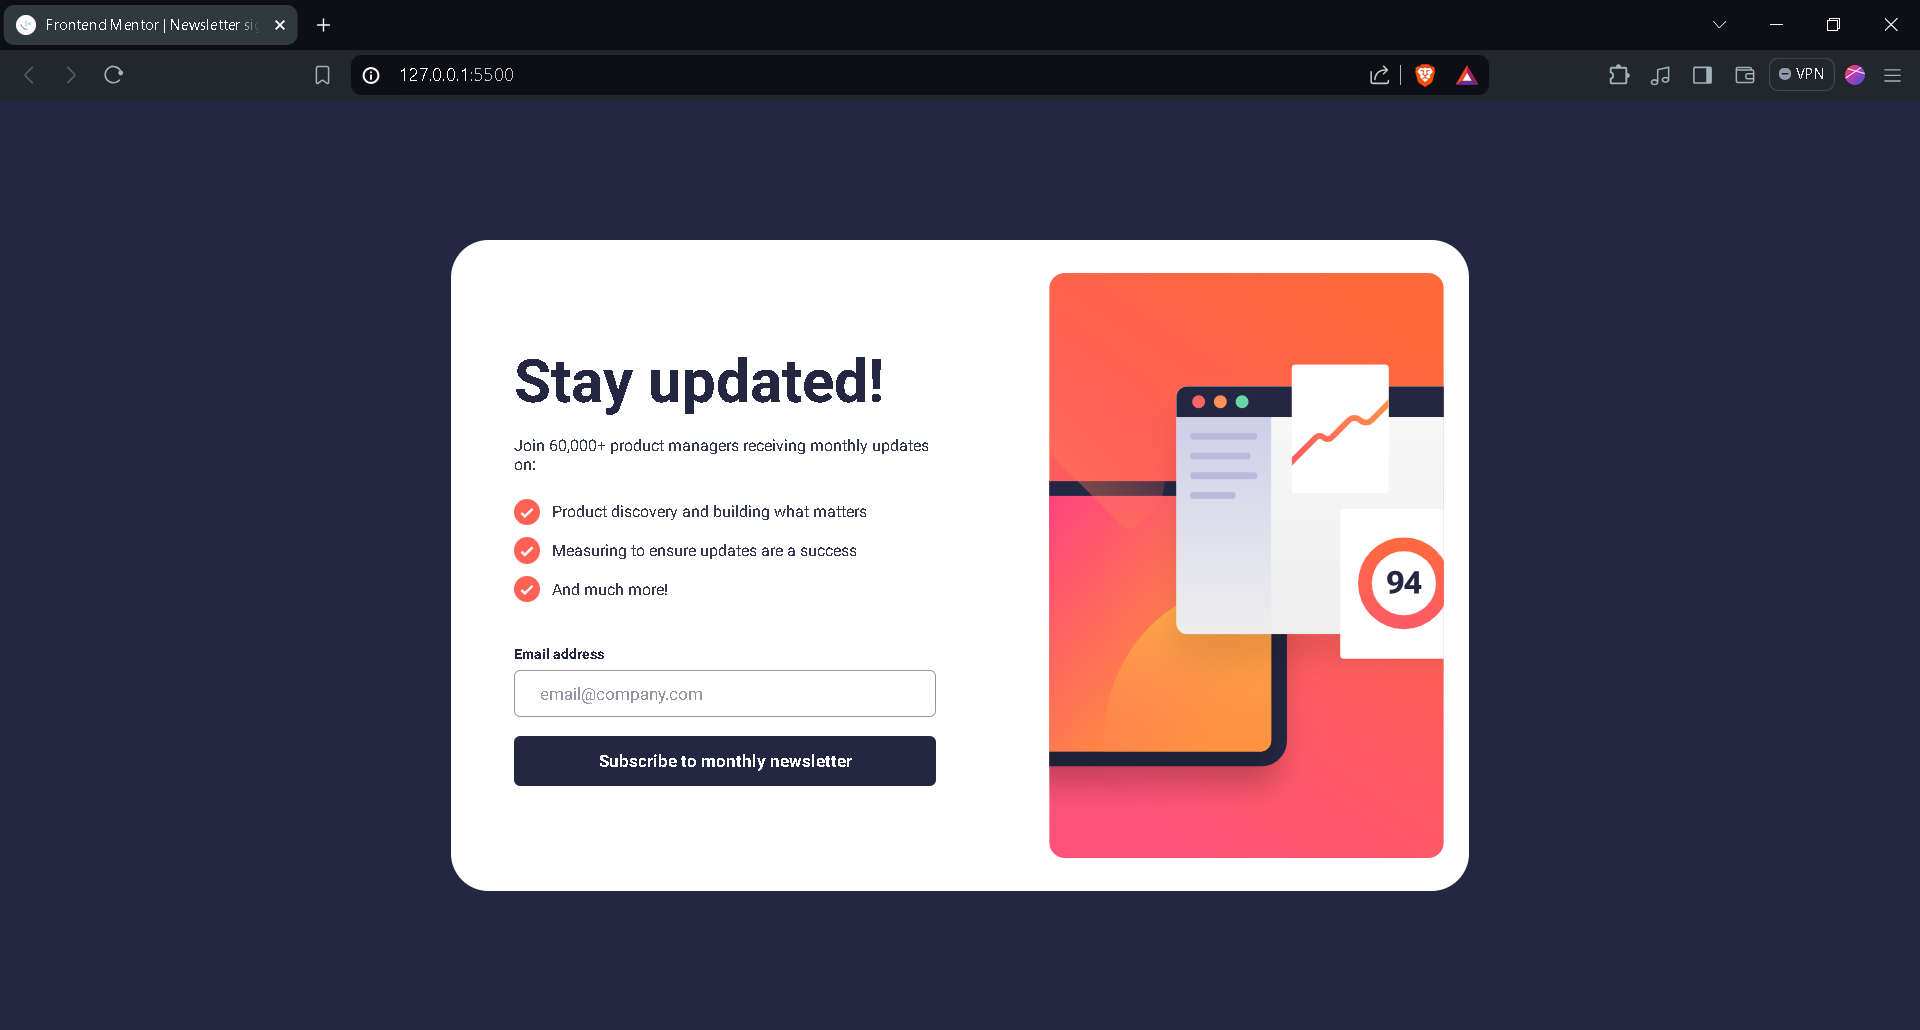 Frontend Mentor | Newsletter si
127.0.0.1:5500
VPN
Stay updated!
Join 60,000+ product managers receiving monthly updates
on:
Product discovery and building what matters
Measuring to ensure updates are a success
And much more!
Email address
email@company.com
Subscribe to monthly newsletter
94